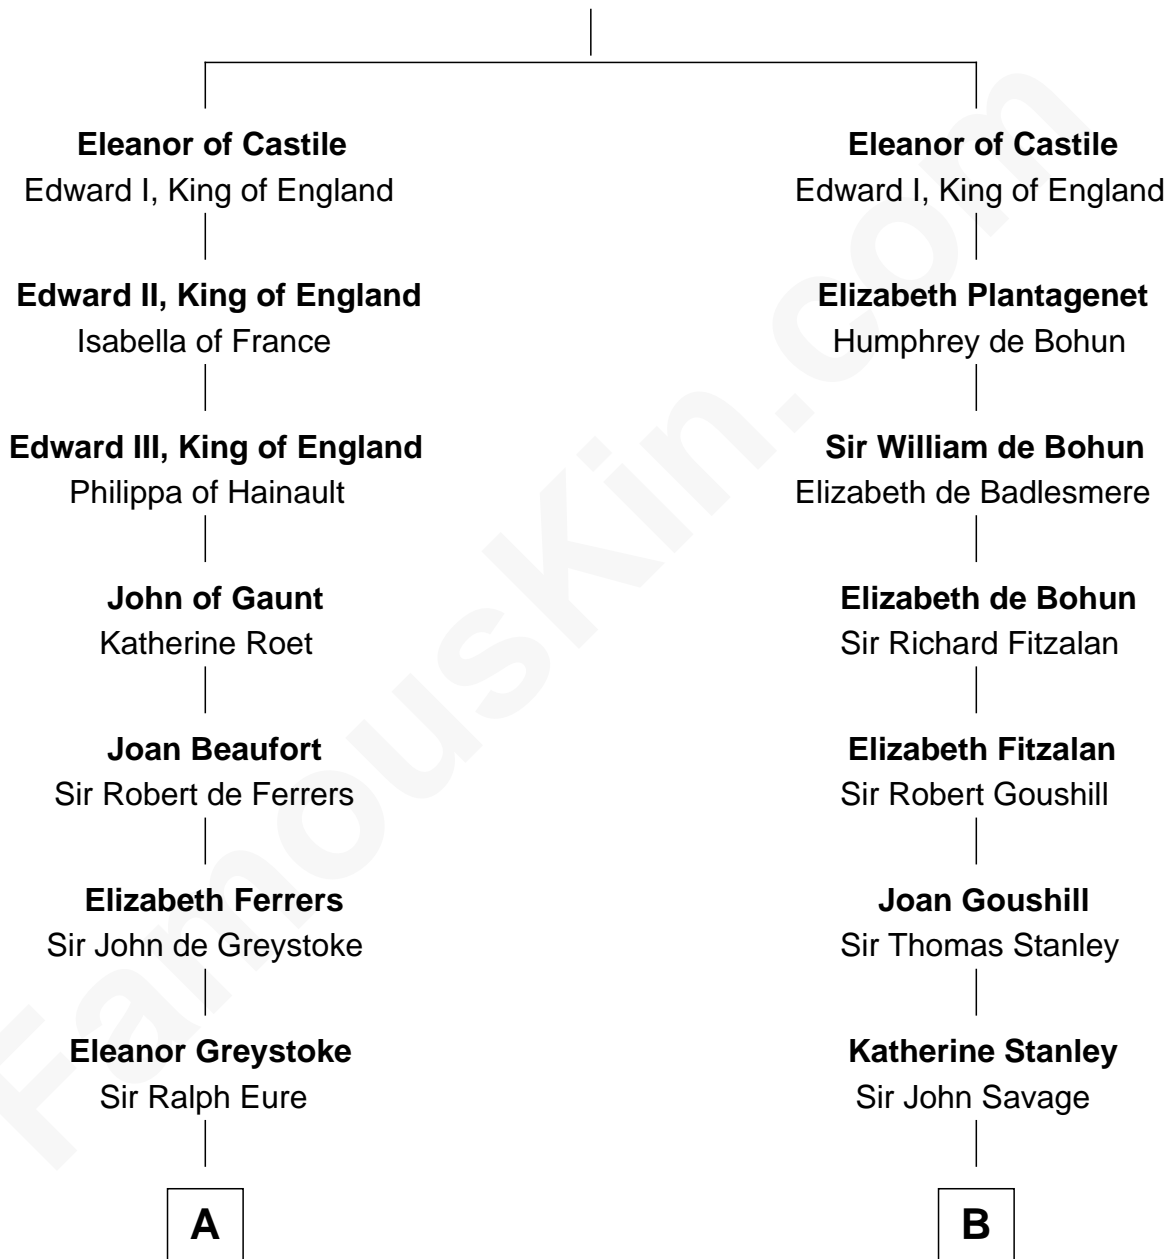 Eleanor of Castile
Edward I, King of England
Edward II, King of England
Isabella of France
Edward III, King of England
Philippa of Hainault
John of Gaunt
Katherine Roet
Joan Beaufort
Sir Robert de Ferrers
Elizabeth Ferrers
Sir John de Greystoke
Eleanor Greystoke
Sir Ralph Eure
A
Eleanor of Castile
Edward I, King of England
Elizabeth Plantagenet
Humphrey de Bohun
Sir William de Bohun
Elizabeth de Badlesmere
Elizabeth de Bohun
Sir Richard Fitzalan
Elizabeth Fitzalan
Sir Robert Goushill
Joan Goushill
Sir Thomas Stanley
Katherine Stanley
Sir John Savage
B
FamousKin.com